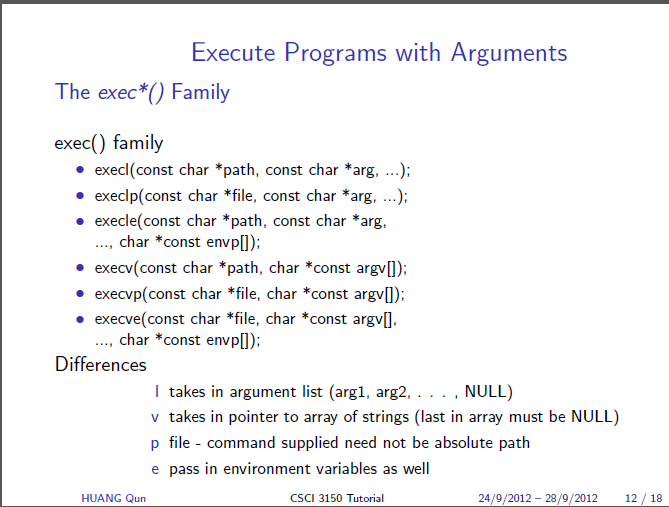 Execute Programs with Arguments
The exec*() Family
exec() family
• execl(const char *path, const char *arg, ...);
• execlp(const char *file, const char *arg, ...);
• execle(const char *path, const char *arg,
..., char *const envp[]);
• execv(const char *path, char *const argv[]);
• execvp(const char *file, char *const argv[]);
• execve(const char *file, char *const argv[],
..., char *const envp[]);
Differences
l takes in argument list (arg1, arg2, . . . , NULL)
v takes in pointer to array of strings (last in array must be NULL)
p file - command supplied need not be absolute path
e pass in environment variables as well
HUANG Qun CSCI 3150 Tutorial 24/9/2012 – 28/9/2012 12 / 18